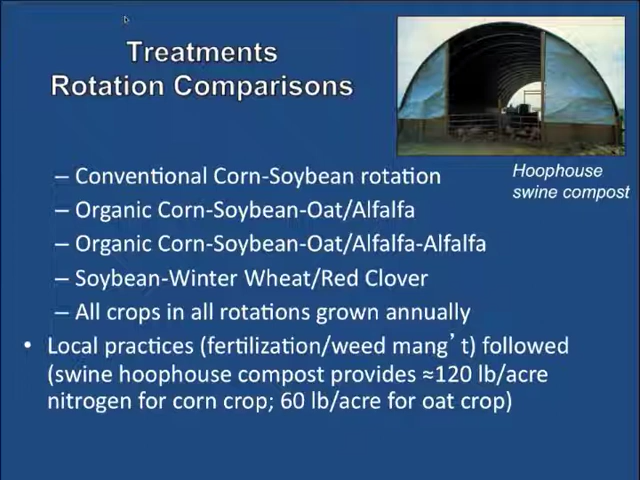 Treatments
Rotation Comparisons
– Conventional Corn-Soybean rotation
– Organic Corn-Soybean-Oat/Alfalfa
– Organic Corn-Soybean-Oat/Alfalfa-Alfalfa
– Soybean-Winter Wheat/Red Clover
– All crops in all rotations grown annually
• Local practices (fertilization/weed mang’t) followed
(swine hoophouse compost provides ≈120 lb/acre
nitrogen for corn crop; 60 lb/acre for oat crop)
Hoophouse
swine compost